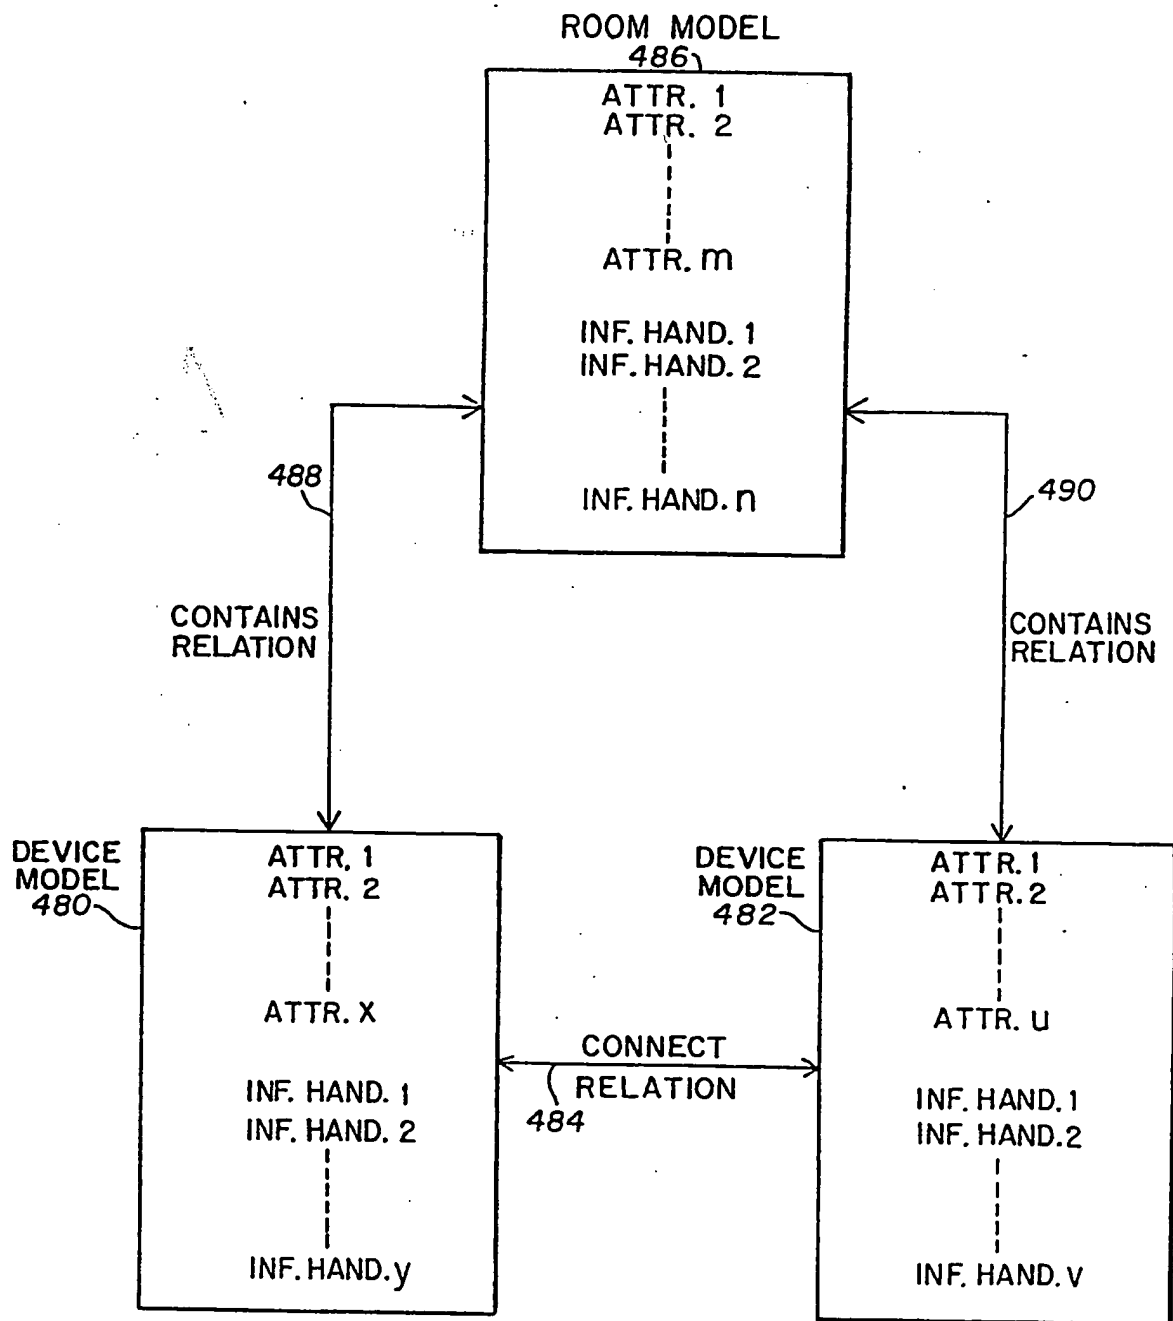 ROOM MODEL
486
ATTR. 1
ATTR. 2
ATTR. m
INF. HAND. 1
INF. HAND. 2
INF. HAND. n
488
490
CONTAINS
RELATION
CONTAINS
RELATION
DEVICE
MODEL
480
ATTR. 1
ATTR. 2
ATTR. x
INF. HAND. 1
INF. HAND. 2
INF. HAND. y
CONNECT
RELATION
484
DEVICE
MODEL
482
ATTR. 1
ATTR. 2
ATTR. u
INF. HAND. 1
INF. HAND. 2
INF. HAND. v